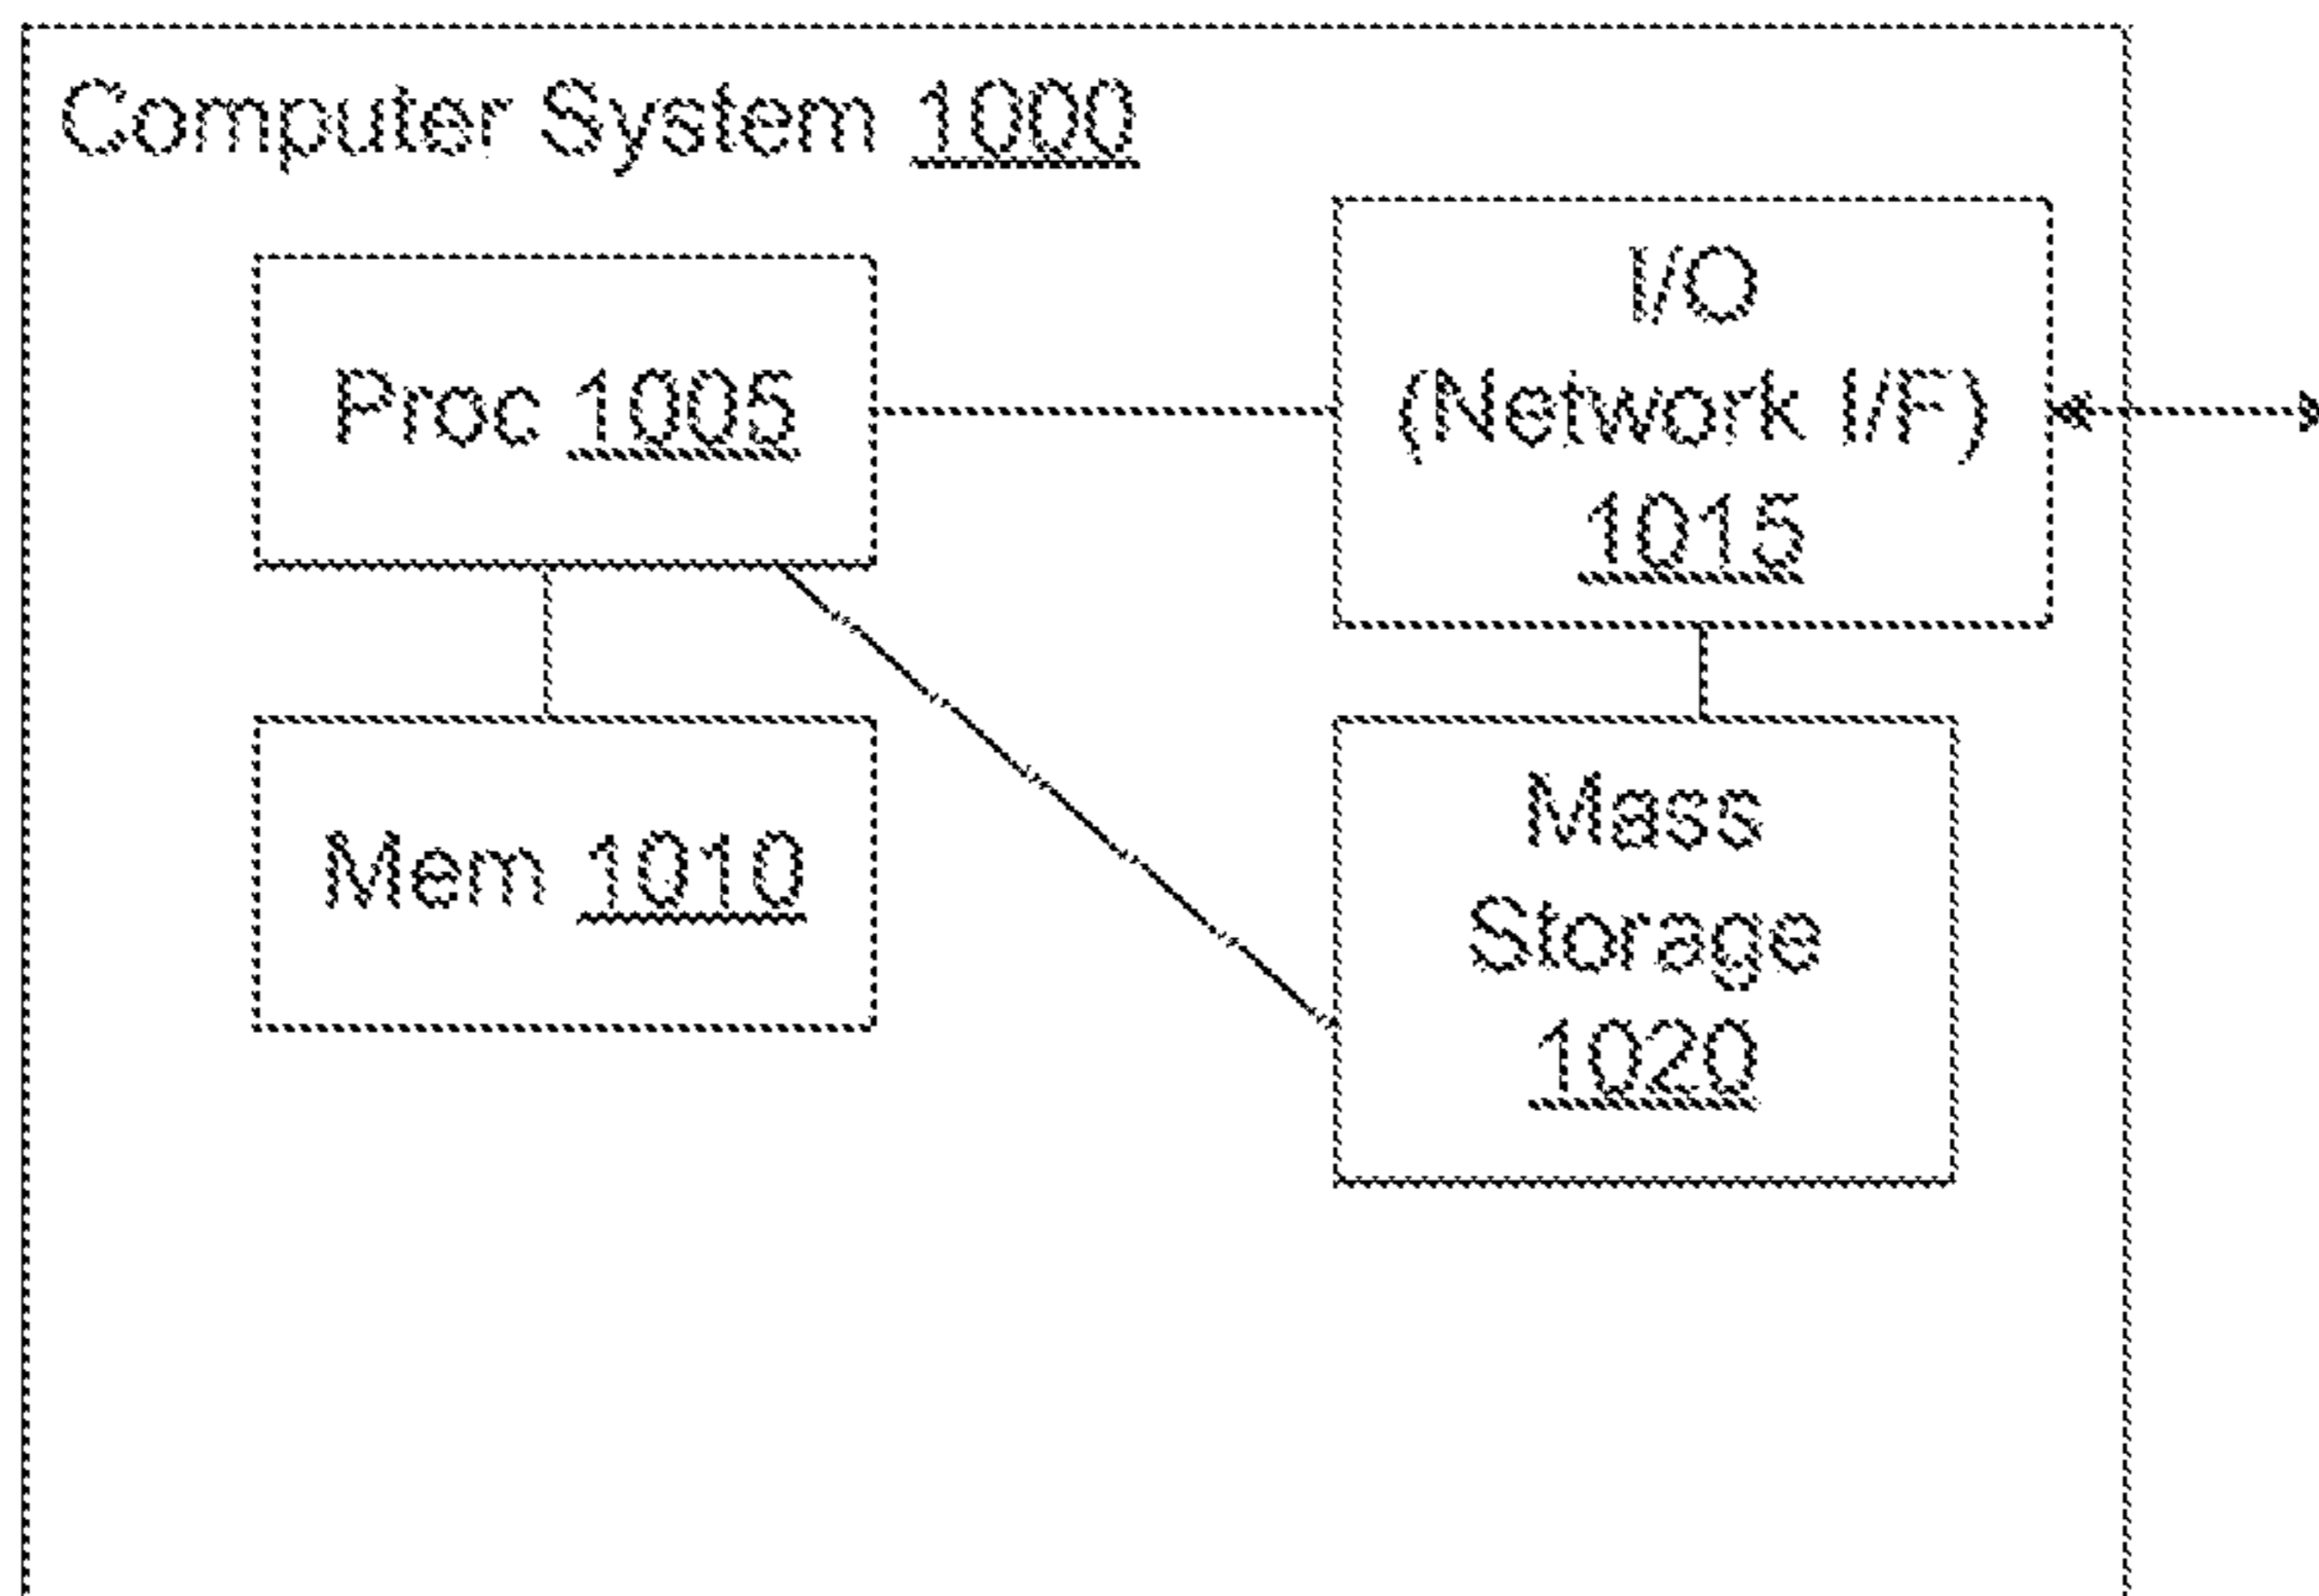 Computer System 1000
I/O
(Network I/F)
1015
Proc 1005
Mem 1010
Mass
Storage
1020